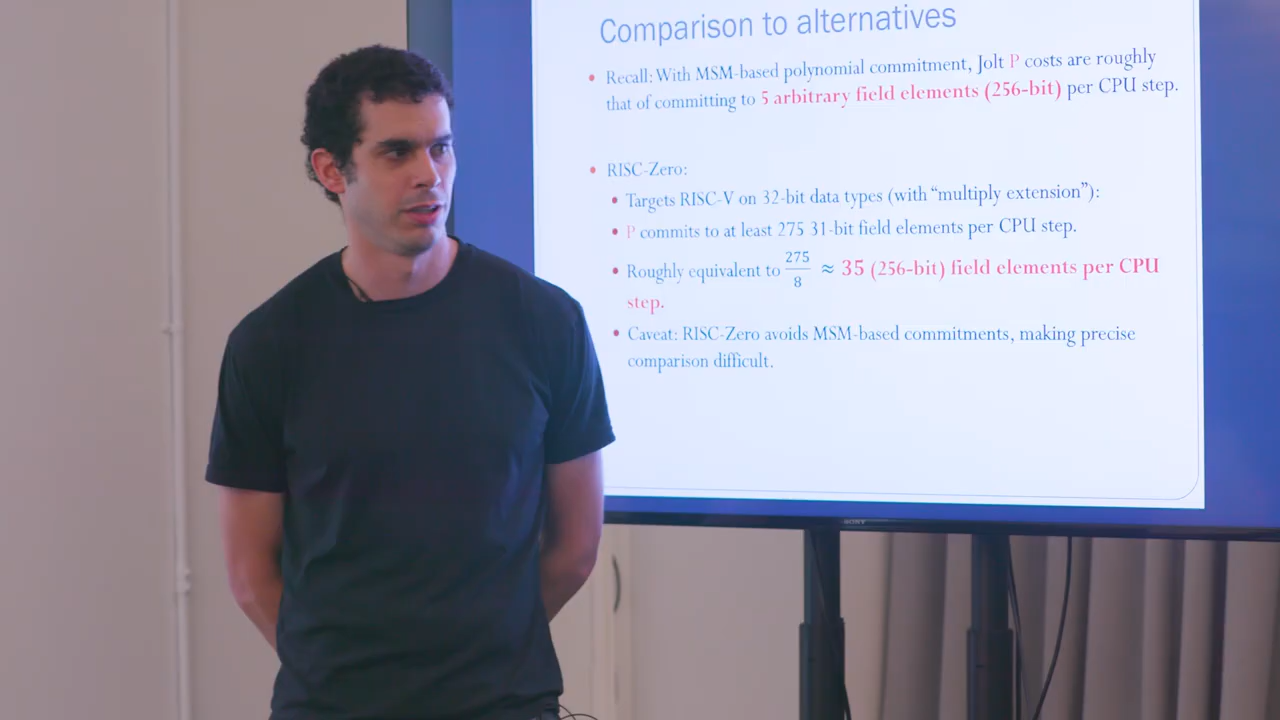 Comparison to alternatives
• Recall: With MSM-based polynomial commitment, Jolt P costs are roughly
that of committing to 5 arbitrary field elements (256-bit) per CPU step.
• RISC-Zero:
• Targets RISC-V on 32-bit data types (with “multiply extension”):
• P commits to at least 275 31-bit field elements per CPU step.
• Roughly equivalent to 275/8 ≈ 35 (256-bit) field elements per CPU
step.
• Caveat: RISC-Zero avoids MSM-based commitments, making precise
comparison difficult.
SONY